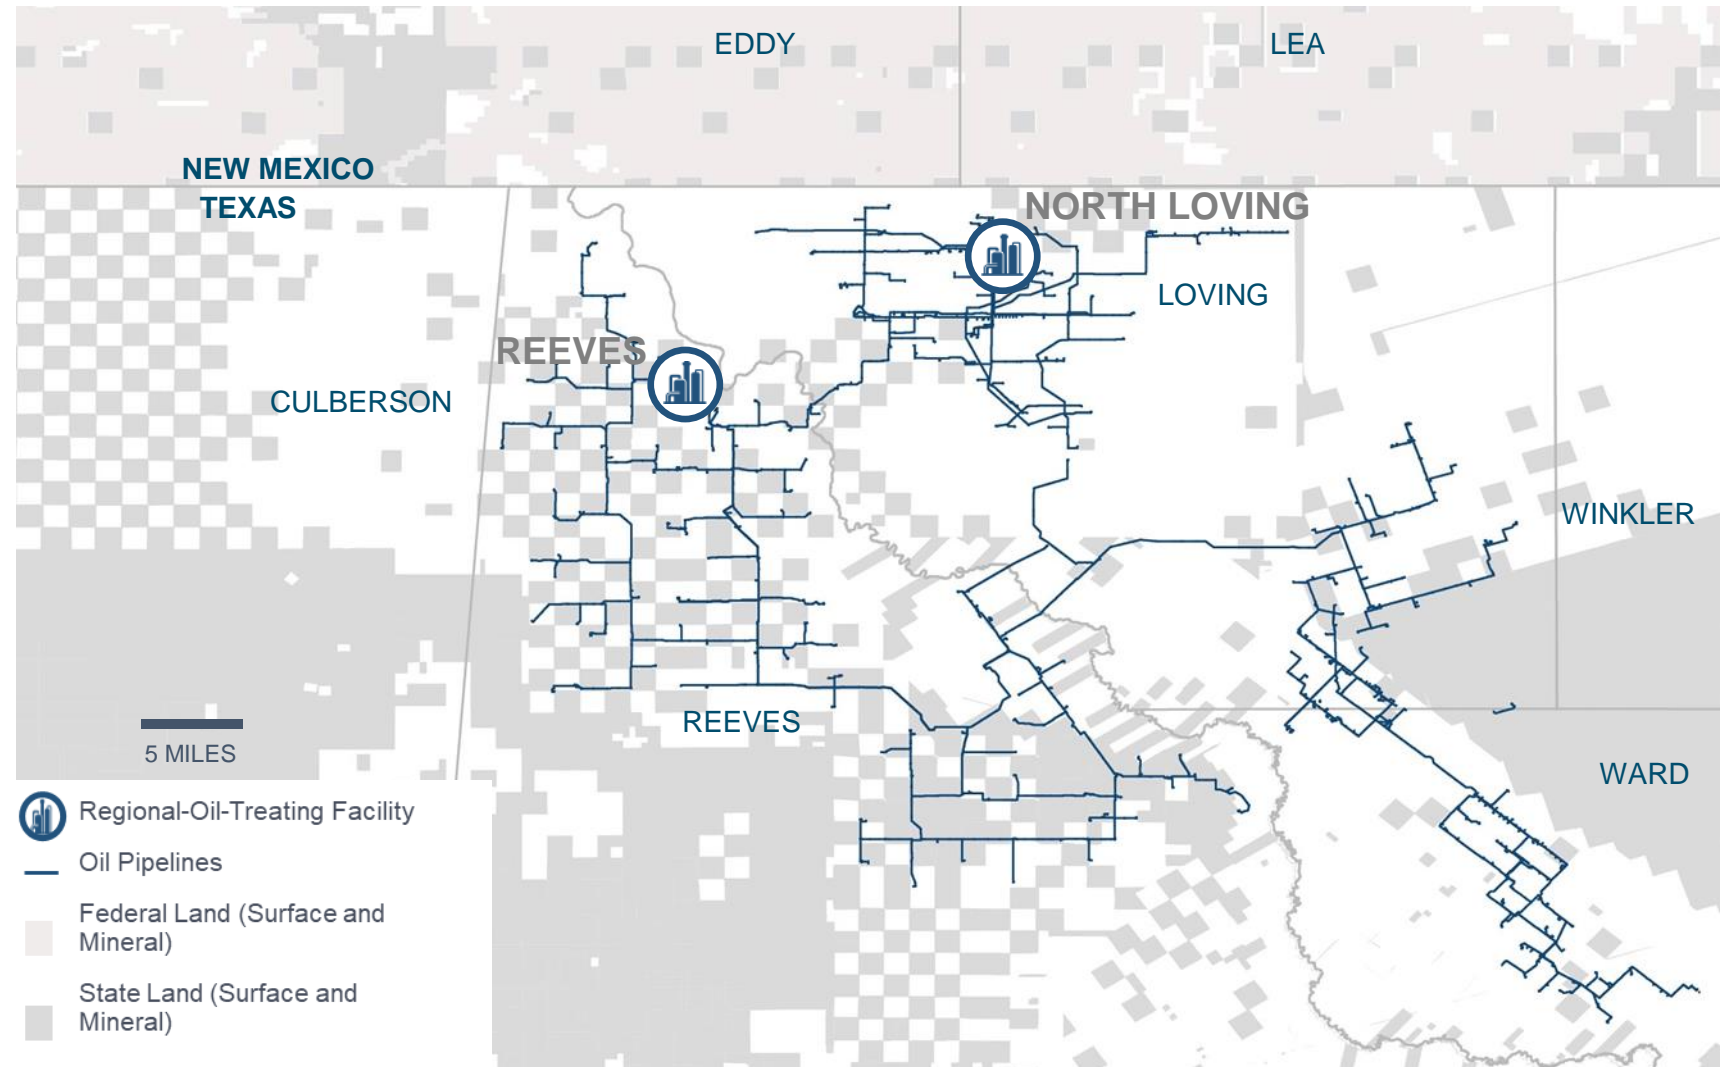 EDDY
LEA
NEW MEXICO
TEXAS
NORTH LOVING
LOVING
REEVES
CULBERSON
WINKLER
REEVES
5 MILES
WARD
Regional-Oil-Treating Facility
Oil Pipelines
Federal Land (Surface and
Mineral)
State Land (Surface and
Mineral)